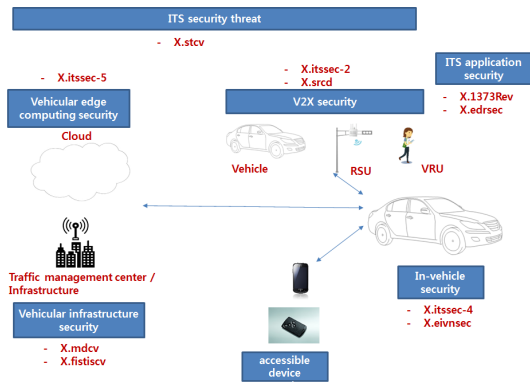 ITS security threat
- X.stcv
- X.itssec-5
Vehicular edge
computing security
Cloud
- X.itssec-2
- X.srcd
V2X security
Vehicle
RSU
VRU
ITS application
security
- X.1373Rev
- X.edrsec
Traffic management center /
Infrastructure
Vehicular infrastructure
security
- X.mdcv
- X.fistiscv
accessible
device
In-vehicle
security
- X.itssec-4
- X.eivnsec